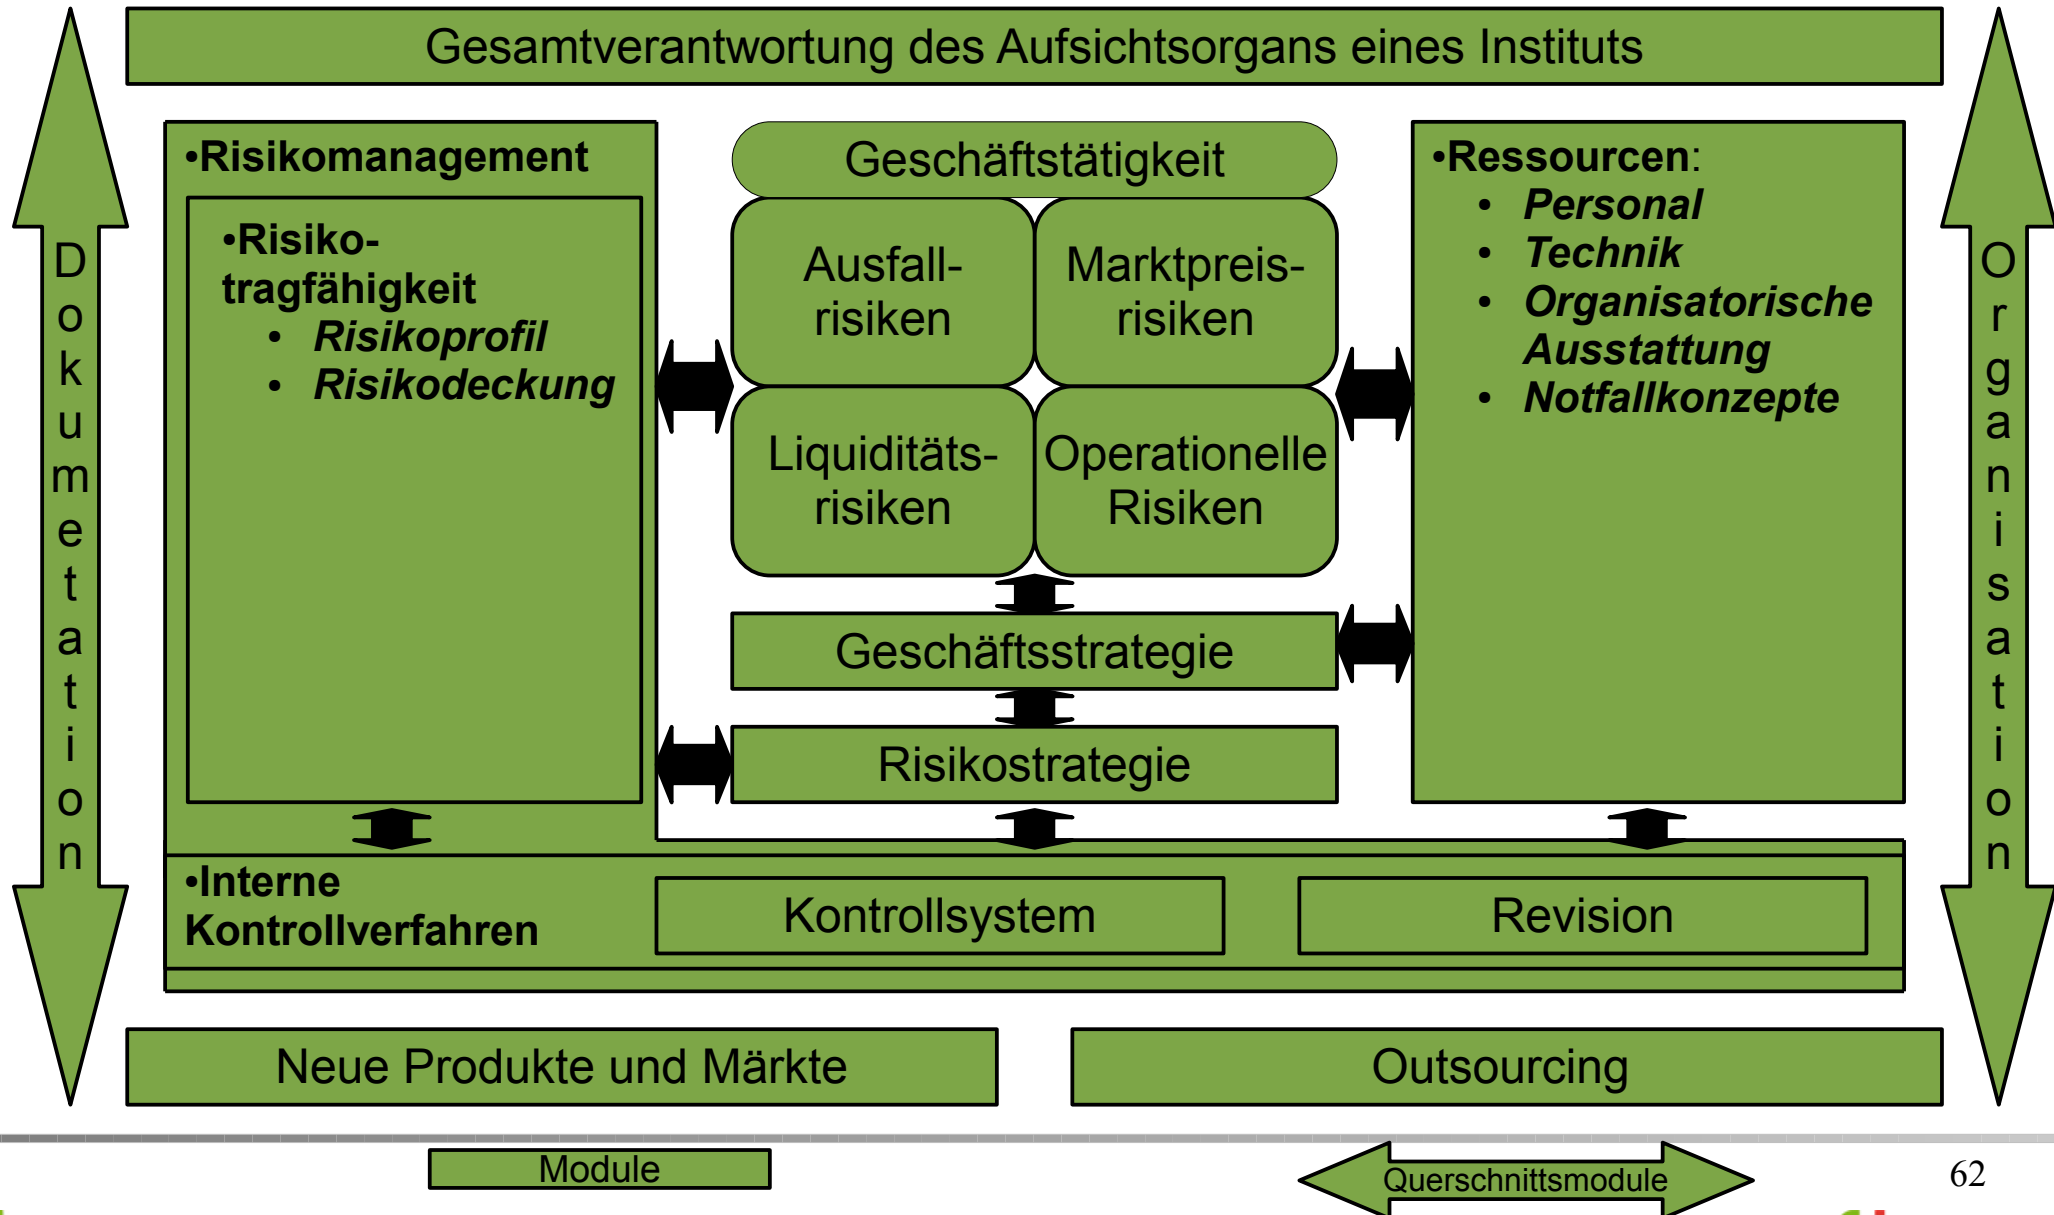 Gesamtverantwortung des Aufsichtsorgans eines Instituts
Dokumetation
•Risikomanagement
•Risiko-
tragfähigkeit
• Risikoprofil
• Risikodeckung
Geschäftstätigkeit
Ausfall-
risiken
Marktpreis-
risiken
Liquiditäts-
risiken
Operationelle
Risiken
Geschäftsstrategie
Risikostrategie
•Ressourcen:
• Personal
• Technik
• Organisatorische
Ausstattung
• Notfallkonzepte
Organisation
•Interne
Kontrollverfahren
Kontrollsystem
Revision
Neue Produkte und Märkte
Outsourcing
Module
Querschnittsmodule
62